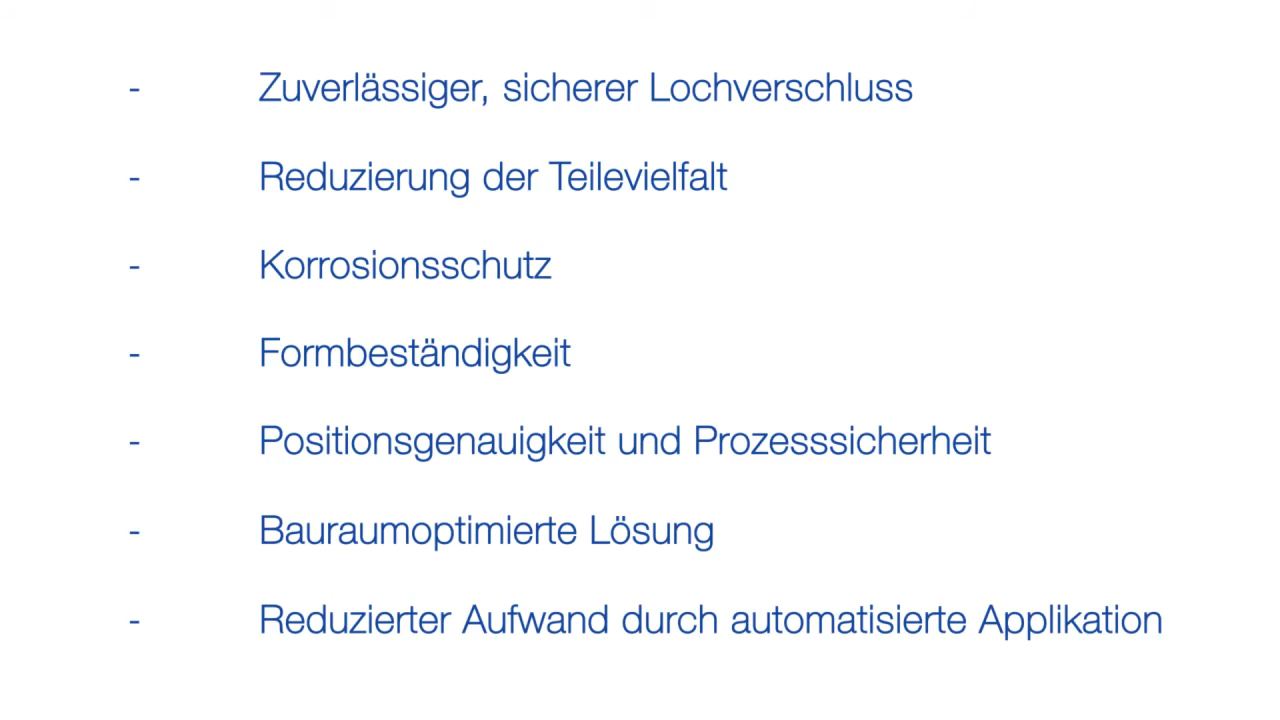 - Zuverlässiger, sicherer Lochverschluss
- Reduzierung der Teilevielfalt
- Korrosionsschutz
- Formbeständigkeit
- Positionsgenauigkeit und Prozesssicherheit
- Bauraumoptimierte Lösung
- Reduzierter Aufwand durch automatisierte Applikation